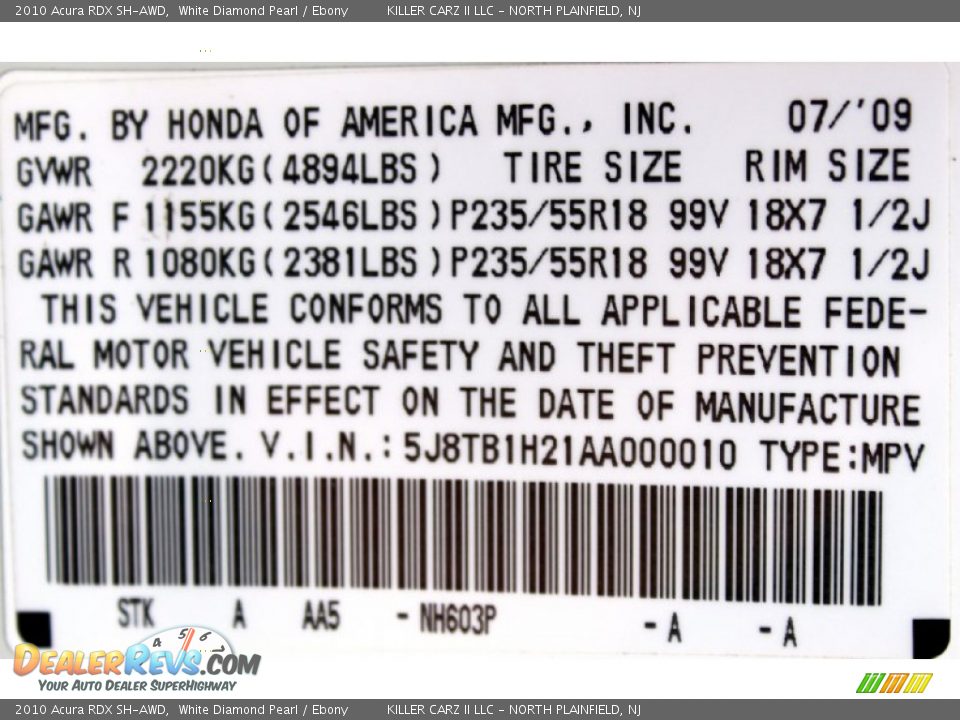 2010 Acura RDX SH-AWD, White Diamond Pearl / Ebony KILLER CARZ II LLC - NORTH PLAINFIELD, NJ
MFG. BY HONDA OF AMERICA MFG., INC. 07/'09
GVWR 2220KG(4894LBS) TIRE SIZE RIM SIZE
GAWR F 1155KG(2546LBS)P235/55R18 99V 18X7 1/2J
GAWR R 1080KG(2381LBS)P235/55R18 99V 18X7 1/2J
THIS VEHICLE CONFORMS TO ALL APPLICABLE FEDE-
RAL MOTOR VEHICLE SAFETY AND THEFT PREVENTION
STANDARDS IN EFFECT ON THE DATE OF MANUFACTURE
SHOWN ABOVE. V.I.N.:5J8TB1H21AA000010 TYPE:MPV
STK A AA5 -NH603P -A -A
4 5 6 7
DEALERREVS.COM
YOUR AUTO DEALER SUPERHIGHWAY
2010 Acura RDX SH-AWD, White Diamond Pearl / Ebony KILLER CARZ II LLC - NORTH PLAINFIELD, NJ